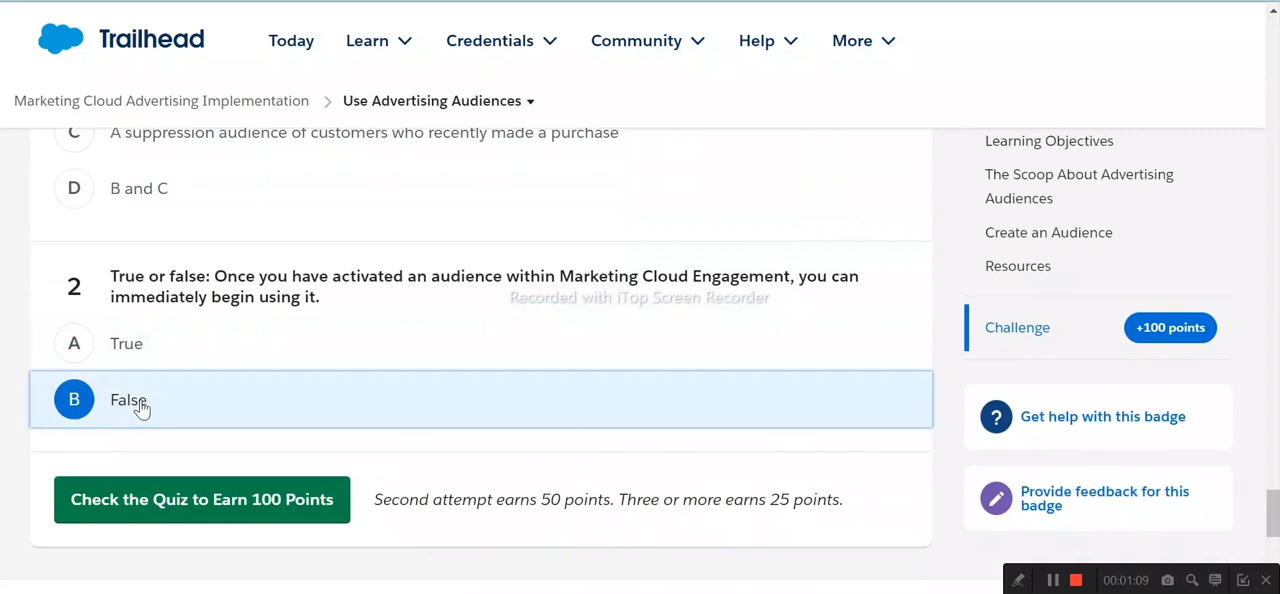 Trailhead
Today Learn Credentials Community Help More
Marketing Cloud Advertising Implementation > Use Advertising Audiences
C A suppression audience of customers who recently made a purchase
D B and C
2 True or false: Once you have activated an audience within Marketing Cloud Engagement, you can
immediately begin using it.
Recorded with iTop Screen Recorder
A True
B False
Check the Quiz to Earn 100 Points
Second attempt earns 50 points. Three or more earns 25 points.
Learning Objectives
The Scoop About Advertising
Audiences
Create an Audience
Resources
Challenge +100 points
? Get help with this badge
Provide feedback for this
badge
00:01:09